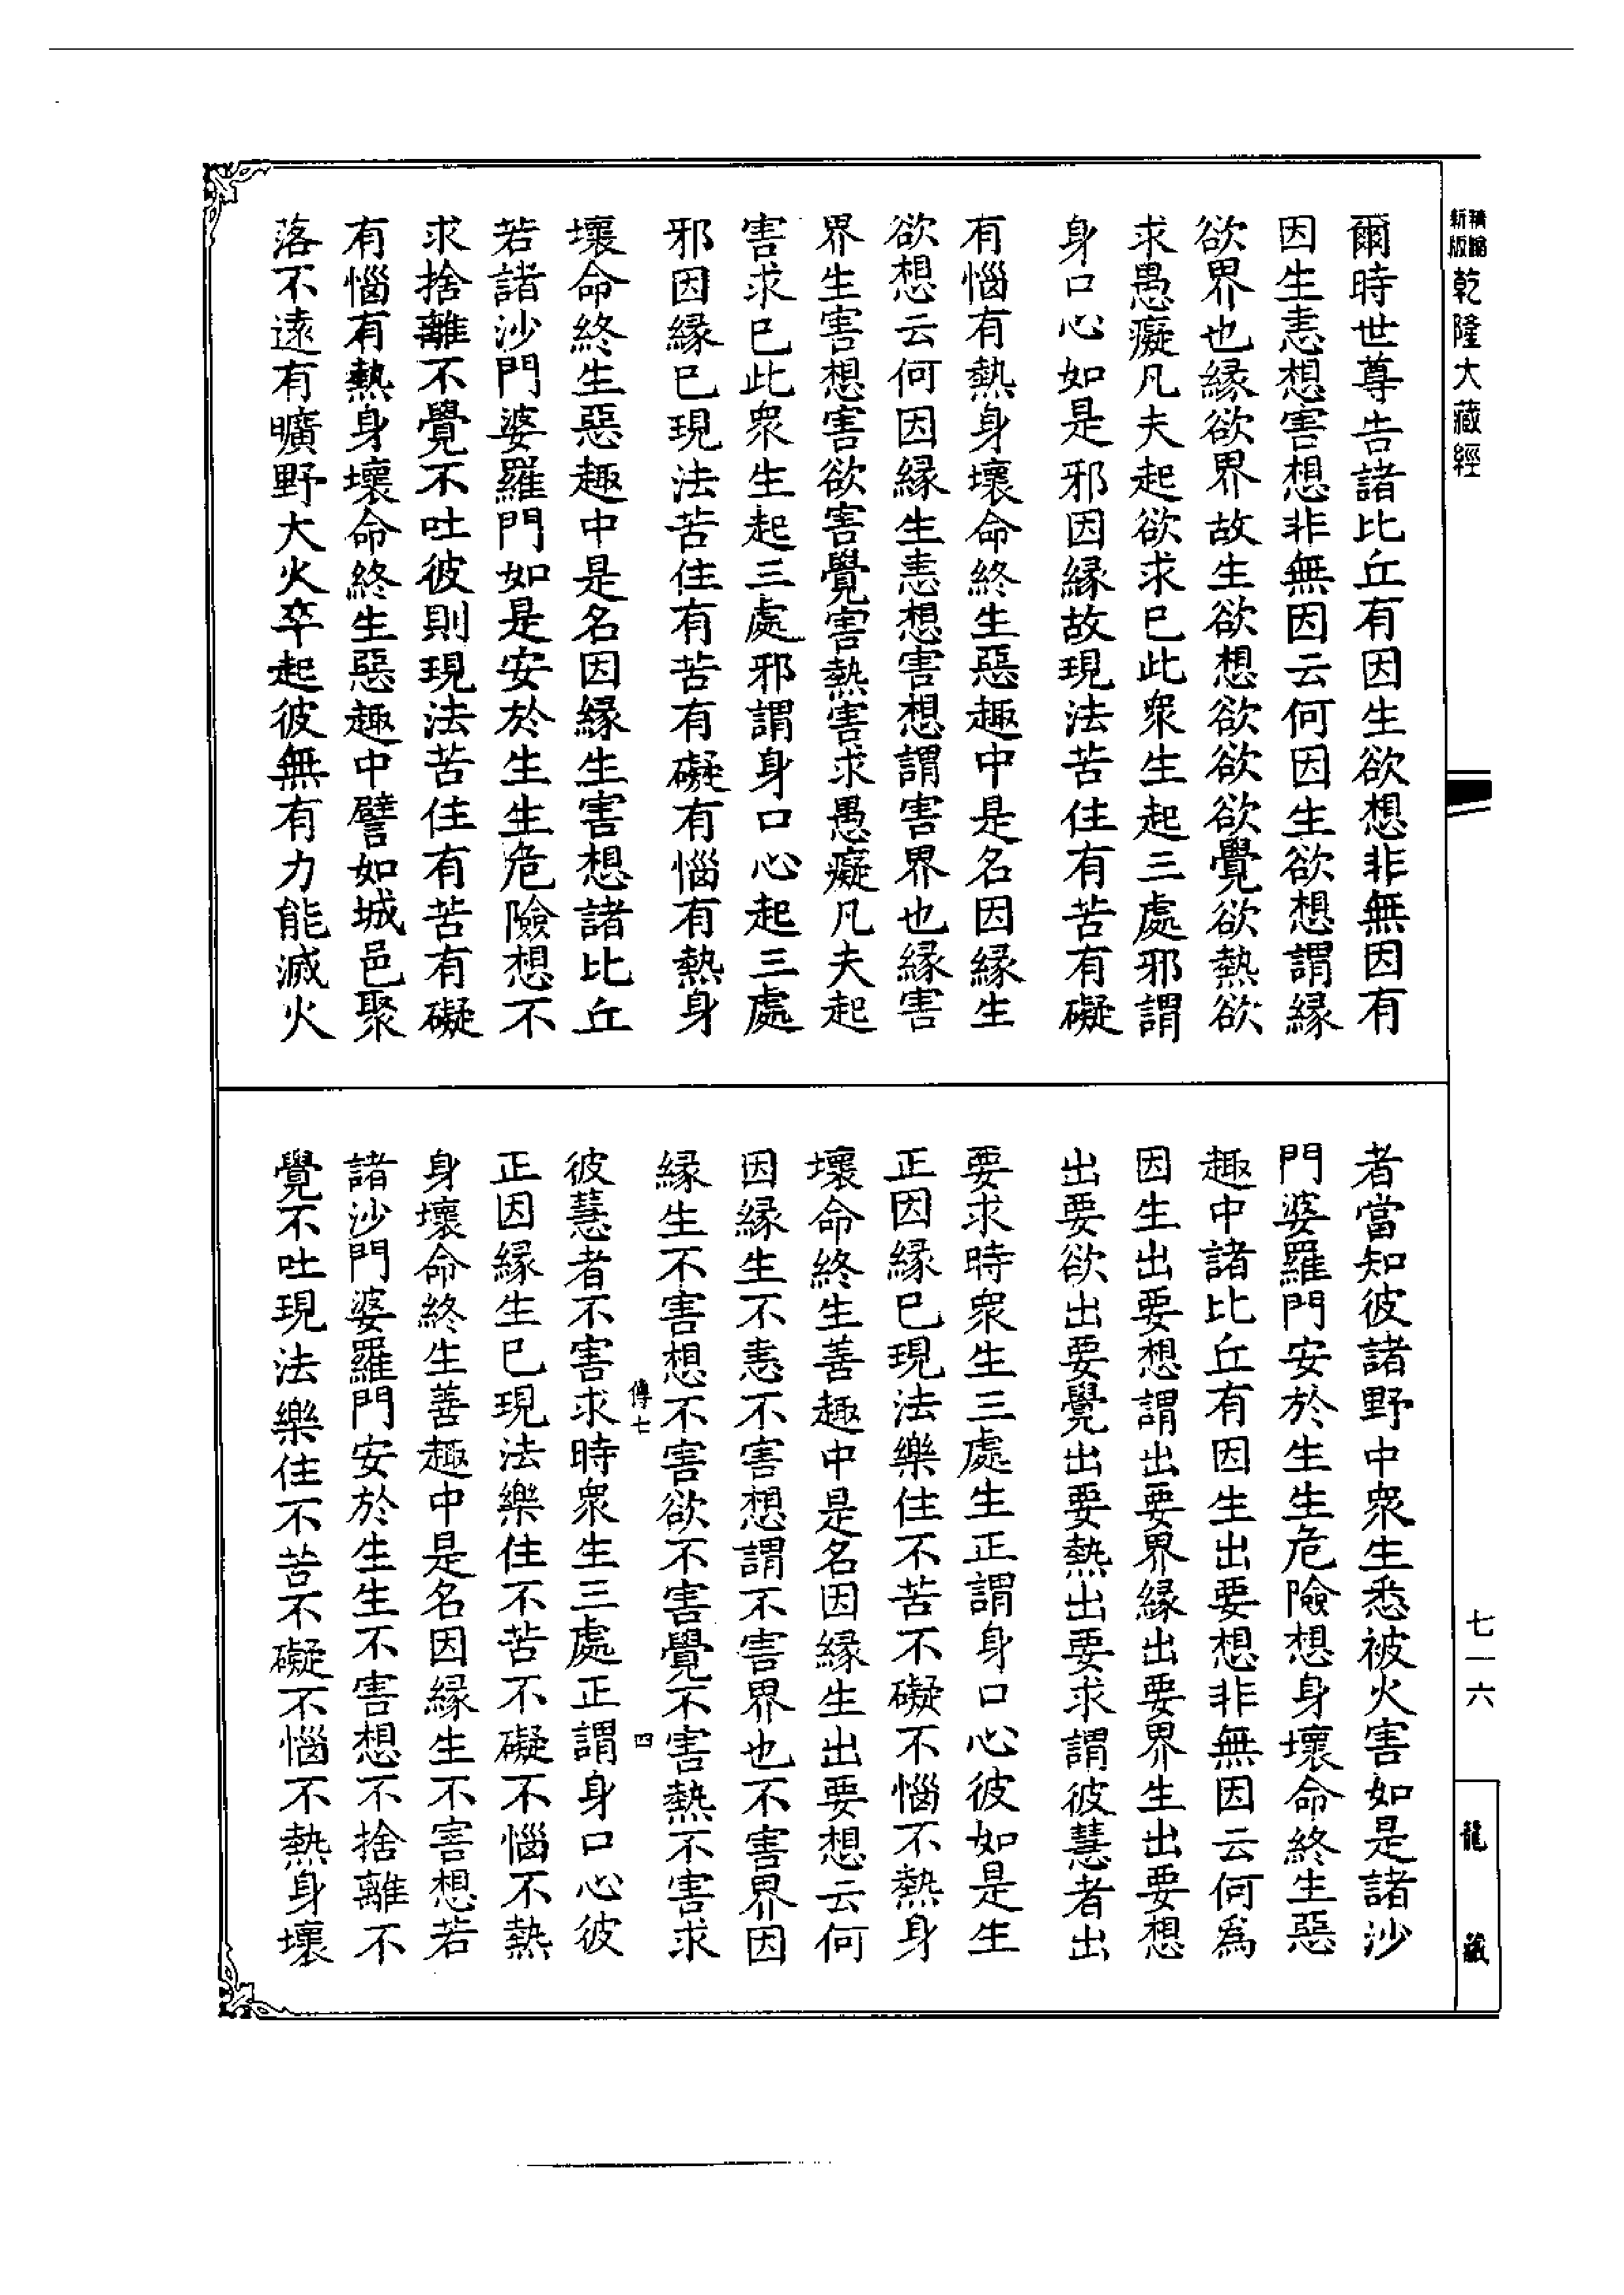 新版 精編 乾隆大藏經
爾時世尊告諸比丘有因生欲想非無因有
因生恚想害想非無因云何因生欲想謂縁
欲界也縁欲界故生欲想欲欲欲覺欲熱欲
求愚癡凡夫起欲求已此衆生起三處邪謂
身口心如是邪因縁故現法苦住有苦有礙
有惱有熱身壞命終生惡趣中是名因縁生
欲想云何因縁生恚想害想謂害界也縁害
界生害想害欲害覺害熱害求愚癡凡夫起
害求已此衆生起三處邪謂身口心起三處
邪因縁已現法苦住有苦有礙有惱有熱身
壞命終生惡趣中是名因縁生害想諸比丘
若諸沙門婆羅門如是安於生生危險想不
求捨離不覺不吐彼則現法苦住有苦有礙
有惱有熱身壞命終生惡趣中譬如城邑聚
落不遠有曠野大火卒起彼無有力能滅火
者當知彼諸野中衆生悉被火害如是諸沙
門婆羅門安於生生危險想身壞命終生惡
趣中諸比丘有因生出要想非無因云何爲
因生出要想謂出要界縁出要界生出要想
出要欲出要覺出要熱出要求謂彼慧者出
要求時衆生三處生正謂身口心彼如是生
正因縁已現法樂住不苦不礙不惱不熱身
壞命終生善趣中是名因縁生出要想云何
因縁生不恚不害想謂不害界也不害界因
縁生不害想不害欲不害覺不害熱不害求
傳七 四
彼慧者不害求時衆生三處正謂身口心彼
正因縁生已現法樂住不苦不礙不惱不熱
身壞命終生善趣中是名因縁生不害想若
諸沙門婆羅門安於生生不害想不捨離不
覺不吐現法樂住不苦不礙不惱不熱身壞
七一六
龍藏